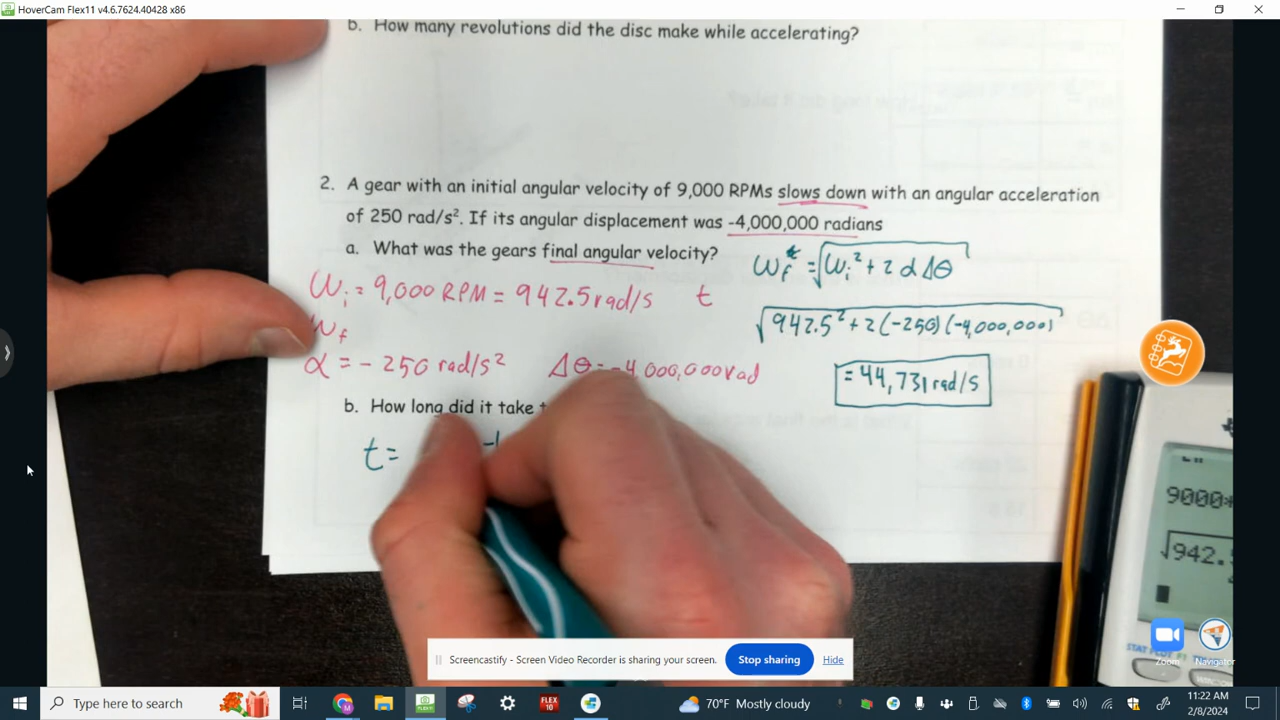 HoverCam Flex11 v4.6.7624.40428 x86
b. How many revolutions did the disc make while accelerating?
2. A gear with an initial angular velocity of 9,000 RPMs slows down with an angular acceleration
of 250 rad/s². If its angular displacement was -4,000,000 radians
a. What was the gears final angular velocity?
ωf = √ωi² + 2αΔθ
ωi = 9,000 RPM = 942.5 rad/s t
√942.5² + 2(-250)(-4,000,000)
ωf
α = -250 rad/s² Δθ = -4 000,000 rad
= 44,731 rad/s
b. How long did it take
t =
9000
√942.
Screencastify - Screen Video Recorder is sharing your screen.
Stop sharing
Hide
Zoom
Navigator
STAT PLOT
Type here to search
FLEX 10
70°F Mostly cloudy
11:22 AM
2/8/2024